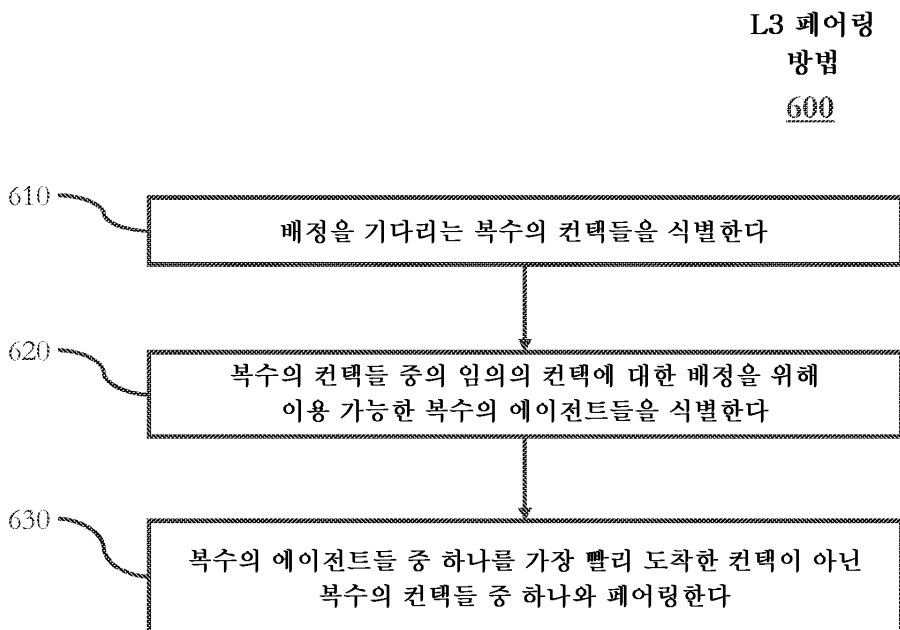 L3 페어링
방법
600
610
배정을 기다리는 복수의 컨택들을 식별한다
620
복수의 컨택들 중의 임의의 컨택에 대한 배정을 위해
이용 가능한 복수의 에이전트들을 식별한다
630
복수의 에이전트들 중 하나를 가장 빨리 도착한 컨택이 아닌
복수의 컨택들 중 하나와 페어링한다